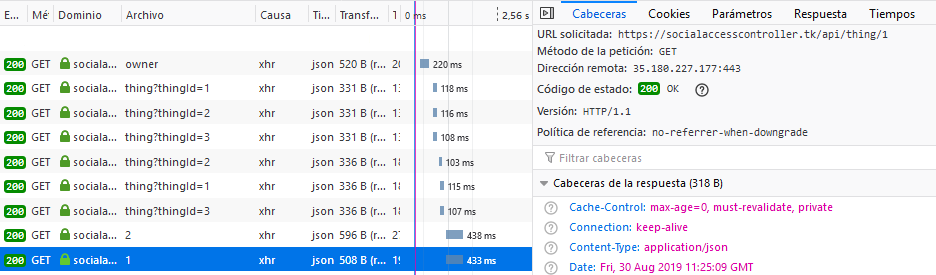 E... Mé Dominio Archivo Causa Ti... Transf... T 0 ms 2,56 s
200 GET sociala... owner xhr json 520 B (r... 20 220 ms
200 GET sociala... thing?thingId=1 xhr json 331 B (r... 13 118 ms
200 GET sociala... thing?thingId=2 xhr json 331 B (r... 13 116 ms
200 GET sociala... thing?thingId=3 xhr json 331 B (r... 13 108 ms
200 GET sociala... thing?thingId=2 xhr json 336 B (r... 18 103 ms
200 GET sociala... thing?thingId=1 xhr json 336 B (r... 18 115 ms
200 GET sociala... thing?thingId=3 xhr json 336 B (r... 18 107 ms
200 GET sociala... 2 xhr json 596 B (r... 27 438 ms
200 GET sociala... 1 xhr json 508 B (r... 19 433 ms
Cabeceras Cookies Parámetros Respuesta Tiempos
URL solicitada: https://socialaccesscontroller.tk/api/thing/1
Método de la petición: GET
Dirección remota: 35.180.227.177:443
Código de estado: 200 OK ?
Versión: HTTP/1.1
Política de referencia: no-referrer-when-downgrade
Filtrar cabeceras
Cabeceras de la respuesta (318 B)
? Cache-Control: max-age=0, must-revalidate, private
? Connection: keep-alive
? Content-Type: application/json
? Date: Fri, 30 Aug 2019 11:25:09 GMT